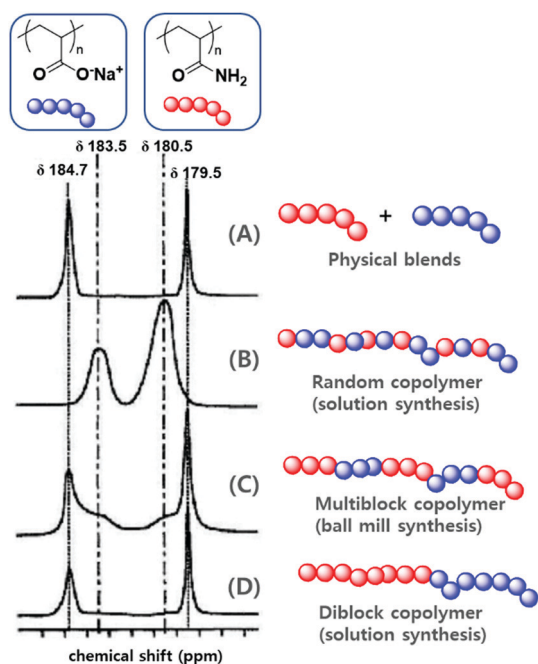 n
O
O⁻Na⁺
n
O
NH₂
δ 183.5
δ 180.5
δ 184.7
δ 179.5
(A)
+
Physical blends
(B)
Random copolymer
(solution synthesis)
(C)
Multiblock copolymer
(ball mill synthesis)
(D)
Diblock copolymer
(solution synthesis)
chemical shift (ppm)